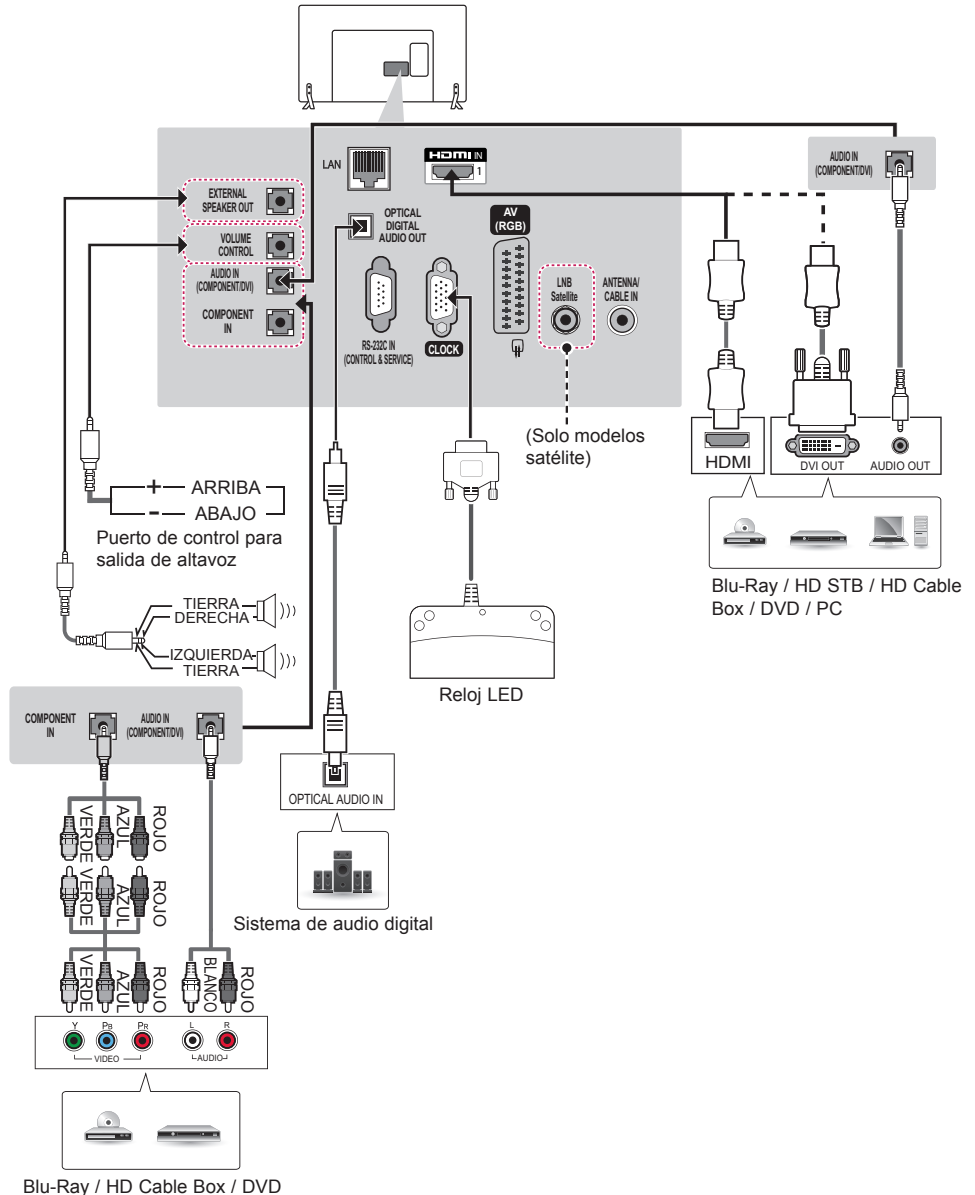 LAN
HDMI IN
1
EXTERNAL
SPEAKER OUT
VOLUME
CONTROL
AUDIO IN
(COMPONENT/DVI)
COMPONENT
IN
OPTICAL
DIGITAL
AUDIO OUT
RS-232C IN
(CONTROL & SERVICE)
CLOCK
AV
(RGB)
LNB
Satellite
ANTENNA/
CABLE IN
AUDIO IN
(COMPONENT/DVI)
(Solo modelos
satélite)
HDMI
DVI OUT
AUDIO OUT
Blu-Ray / HD STB / HD Cable
Box / DVD / PC
+ ARRIBA
- ABAJO
Puerto de control para
salida de altavoz
TIERRA
DERECHA
IZQUIERDA
TIERRA
Reloj LED
COMPONENT
IN
AUDIO IN
(COMPONENT/DVI)
OPTICAL AUDIO IN
Sistema de audio digital
VERDE
AZUL
ROJO
VERDE
AZUL
ROJO
VERDE
AZUL
ROJO
BLANCO
ROJO
Y
PB
PR
VIDEO
L
R
AUDIO
Blu-Ray / HD Cable Box / DVD